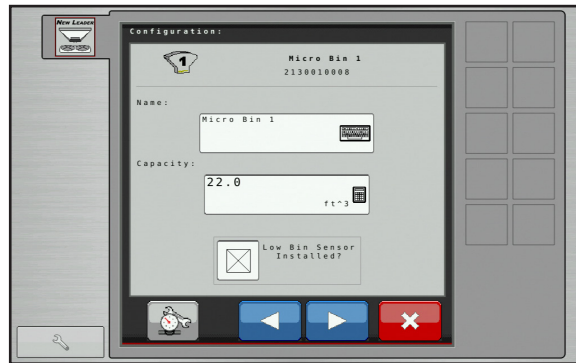 New Leader
Configuration:
1
Micro Bin 1
2130010008
Name:
Micro Bin 1
Capacity:
22.0
ft^3
Low Bin Sensor
Installed?